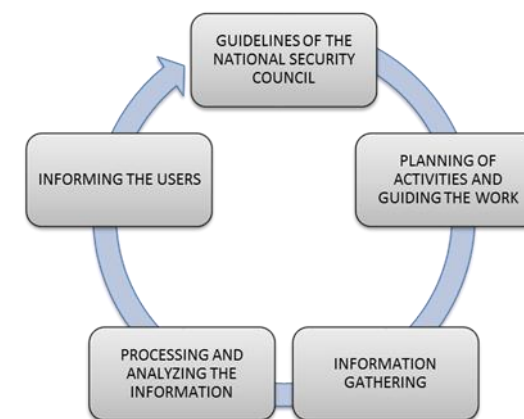 GUIDELINES OF THE
NATIONAL SECURITY
COUNCIL
PLANNING OF
ACTIVITIES AND
GUIDING THE WORK
INFORMATION
GATHERING
PROCESSING AND
ANALYZING THE
INFORMATION
INFORMING THE USERS